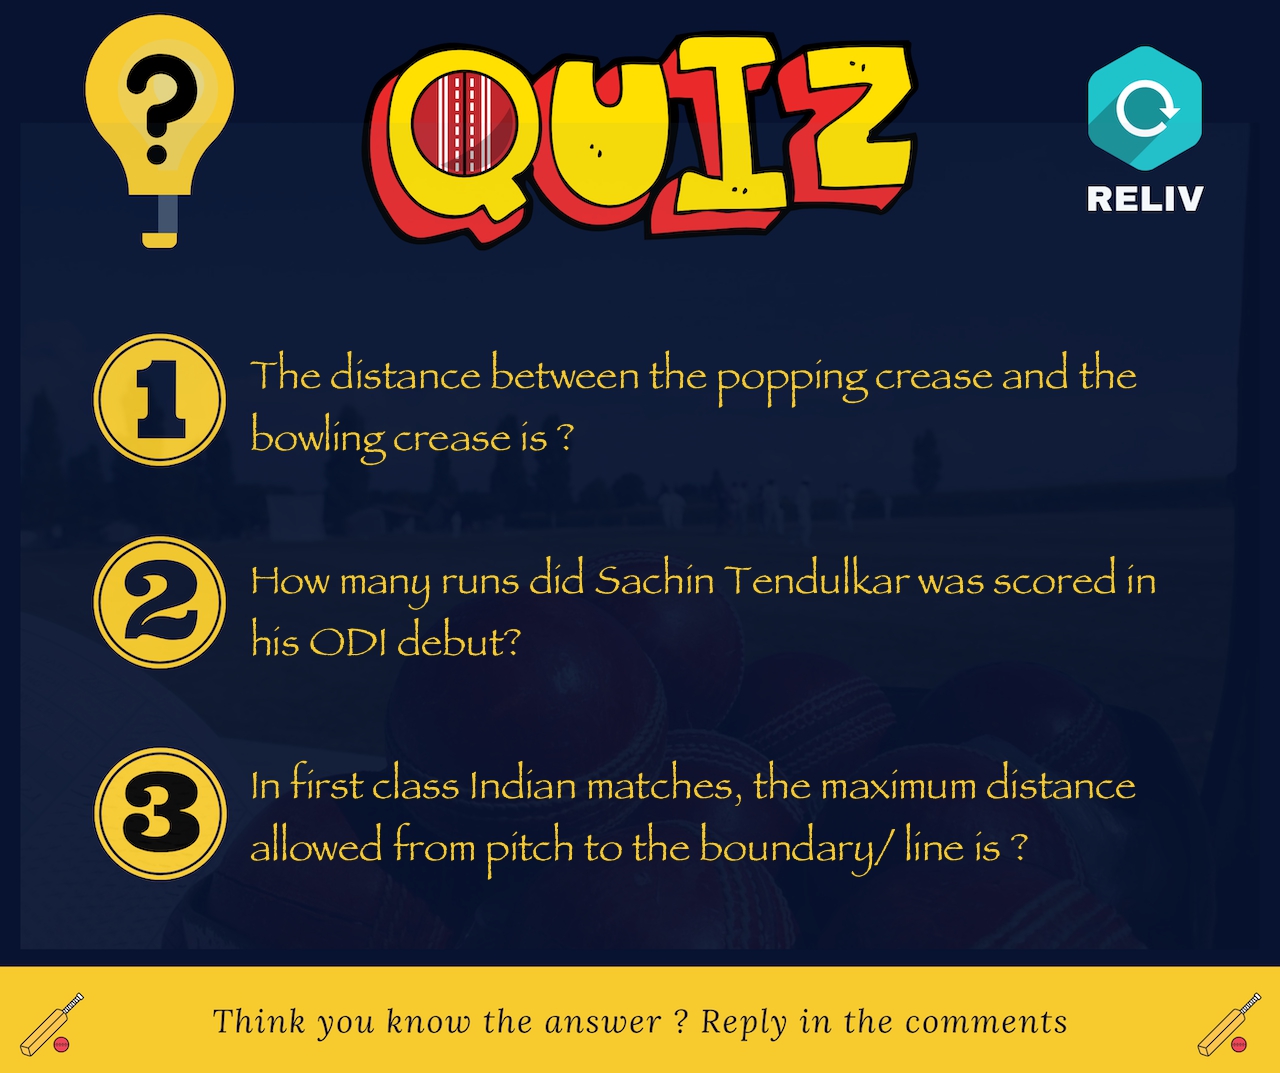 ?
QUIZ
RELIV
1
The distance between the popping crease and the
bowling crease is ?
2
How many runs did Sachin Tendulkar was scored in
his ODI debut?
3
In first class Indian matches, the maximum distance
allowed from pitch to the boundary/ line is ?
Think you know the answer ? Reply in the comments